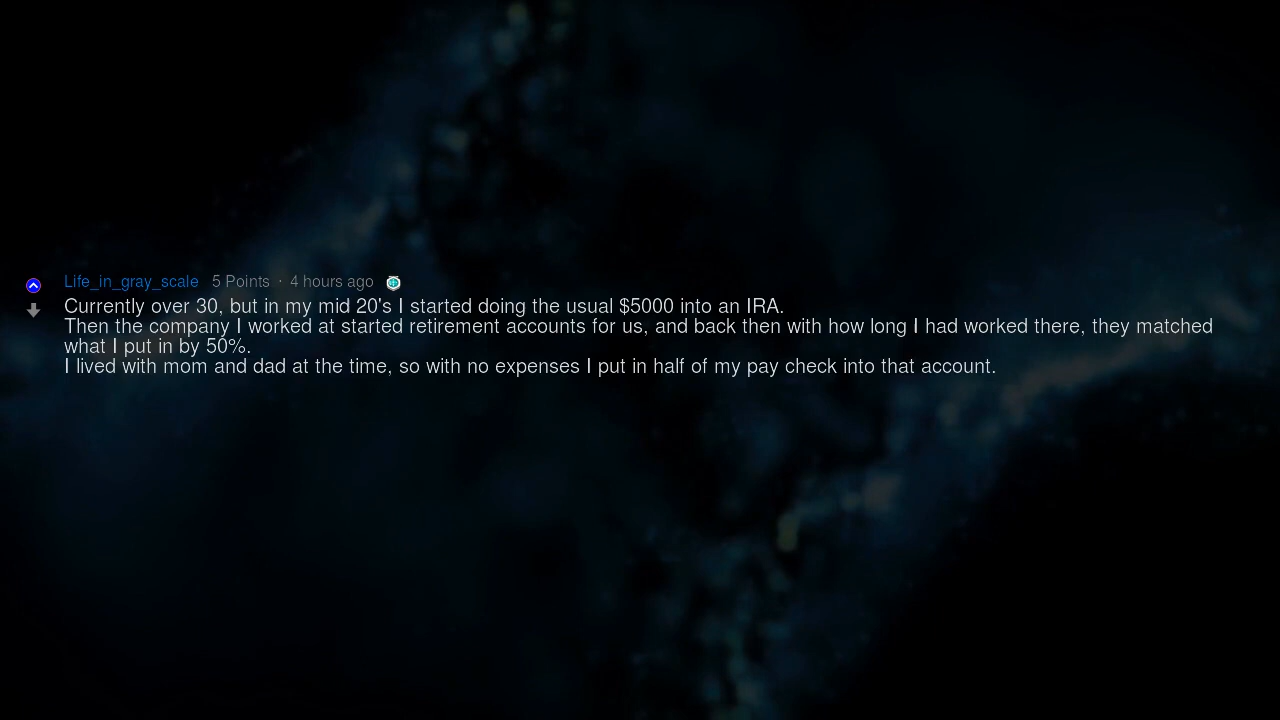 Life_in_gray_scale 5 Points · 4 hours ago
Currently over 30, but in my mid 20's I started doing the usual $5000 into an IRA.
Then the company I worked at started retirement accounts for us, and back then with how long I had worked there, they matched
what I put in by 50%.
I lived with mom and dad at the time, so with no expenses I put in half of my pay check into that account.